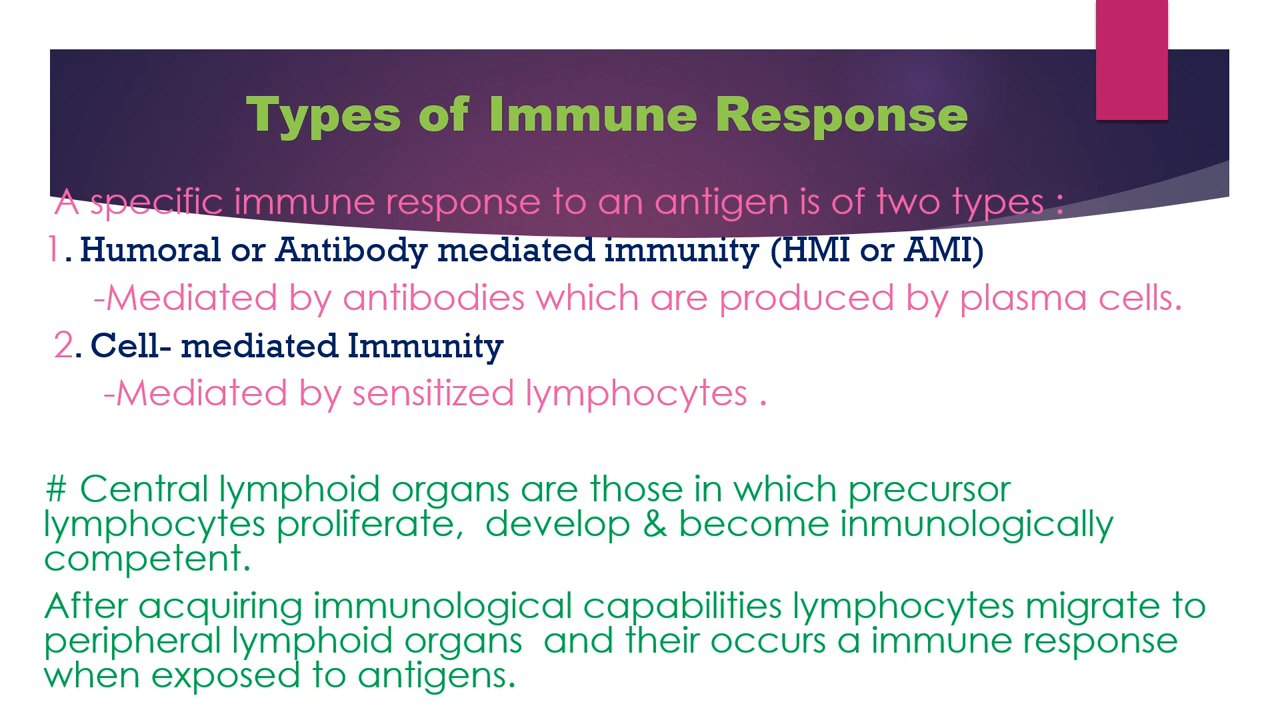 Types of Immune Response
A specific immune response to an antigen is of two types :
1. Humoral or Antibody mediated immunity (HMI or AMI)
-Mediated by antibodies which are produced by plasma cells.
2. Cell- mediated Immunity
-Mediated by sensitized lymphocytes .
# Central lymphoid organs are those in which precursor
lymphocytes proliferate,  develop & become inmunologically
competent.
After acquiring immunological capabilities lymphocytes migrate to
peripheral lymphoid organs  and their occurs a immune response
when exposed to antigens.